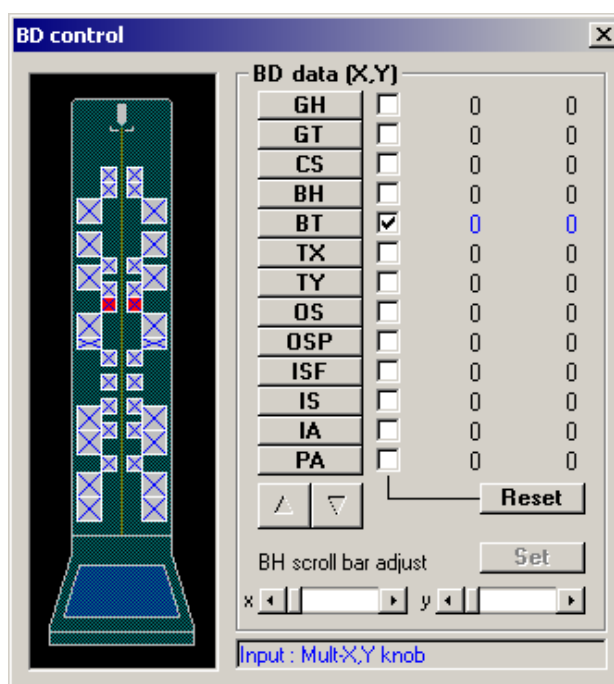 BD control
BD data (X,Y)
GH 0 0
GT 0 0
CS 0 0
BH 0 0
BT 0 0
TX 0 0
TY 0 0
OS 0 0
OSP 0 0
ISF 0 0
IS 0 0
IA 0 0
PA 0 0
Reset
BH scroll bar adjust Set
x y
Input : Mult-X,Y knob